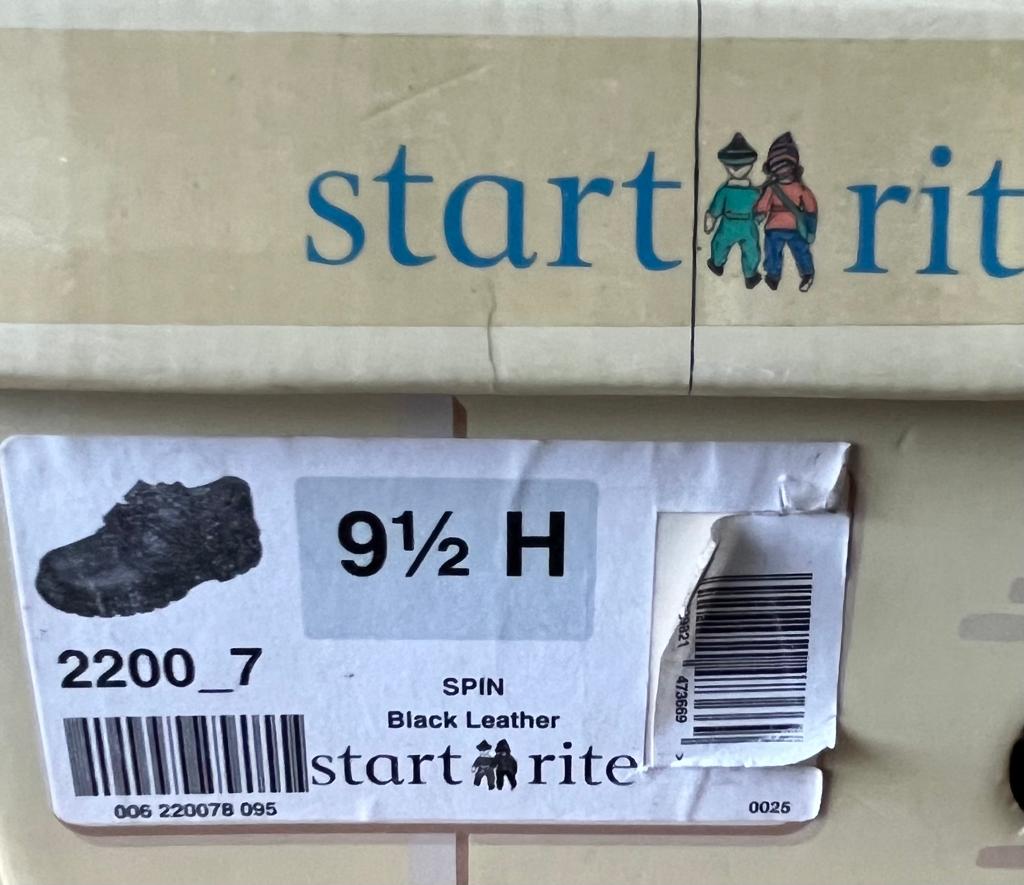 start rit
9½ H
2200_7
SPIN
Black Leather
start rite
006 220078 095
473669 >
0025